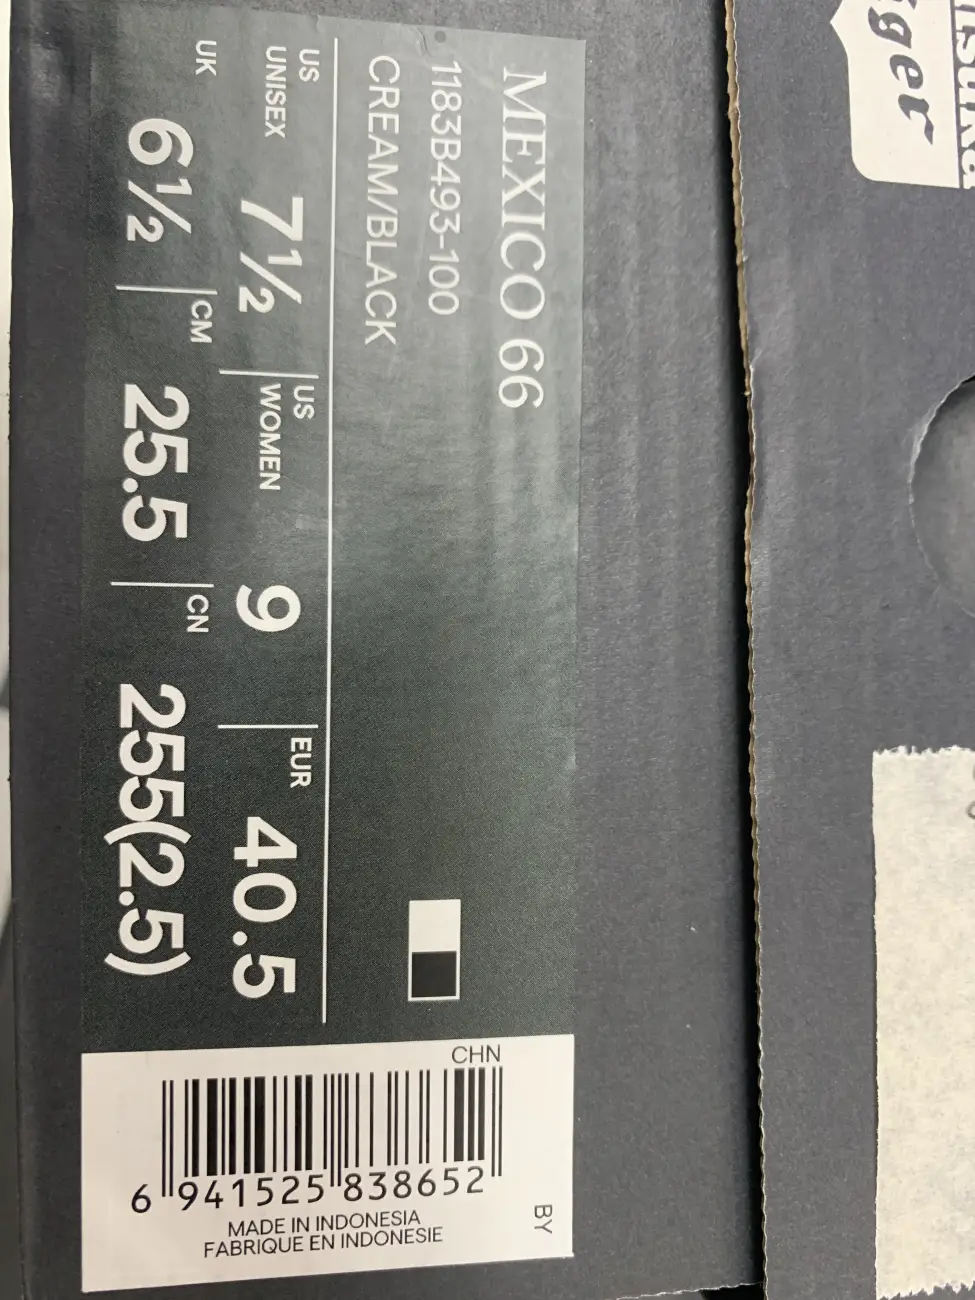 MEXICO 66
1183B493-100
CREAM/BLACK
US UNISEX 7½ US WOMEN 9 EUR 40.5
UK 6½ CM 25.5 CN 255(2.5)
CHN
6 941525 838652
MADE IN INDONESIA
FABRIQUE EN INDONESIE
BY